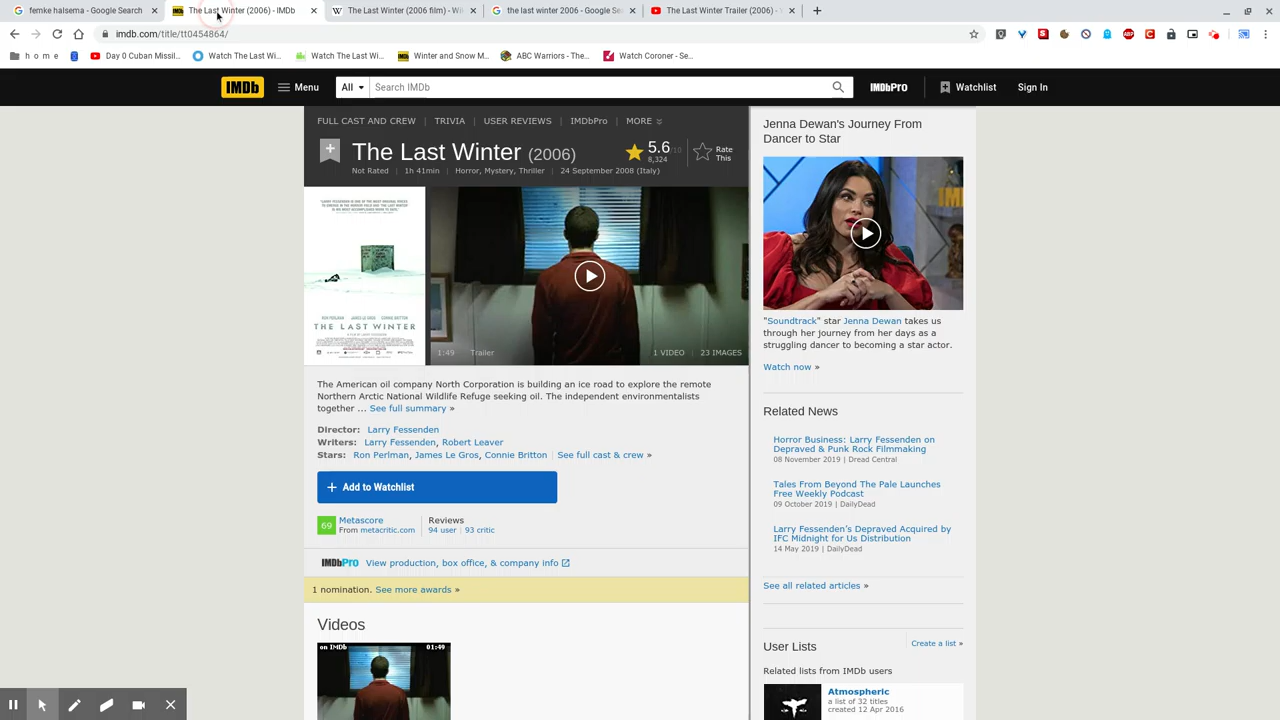 femke halsema - Google Search
The Last Winter (2006) - IMDb
The Last Winter (2006 film) - Wi
the last winter 2006 - Google Se
The Last Winter Trailer (2006) -
imdb.com/title/tt0454864/
h o m e
Day 0 Cuban Missil...
Watch The Last Wi...
Winter and Snow M...
ABC Warriors - The...
Watch Coroner - Se...
IMDb
Menu
All
Search IMDb
IMDbPro
Watchlist
Sign In
FULL CAST AND CREW | TRIVIA | USER REVIEWS | IMDbPro | MORE
The Last Winter (2006)
5.6/10
8,324
Rate This
Not Rated | 1h 41min | Horror, Mystery, Thriller | 24 September 2008 (Italy)
RON PERLMAN JAMES LE GROS CONNIE BRITTON
THE LAST WINTER
1:49 Trailer
1 VIDEO | 23 IMAGES
The American oil company North Corporation is building an ice road to explore the remote
Northern Arctic National Wildlife Refuge seeking oil. The independent environmentalists
together ... See full summary »
Director: Larry Fessenden
Writers: Larry Fessenden, Robert Leaver
Stars: Ron Perlman, James Le Gros, Connie Britton | See full cast & crew »
+ Add to Watchlist
69
Metascore
From metacritic.com
Reviews
94 user | 93 critic
IMDbPro View production, box office, & company info
1 nomination. See more awards »
Videos
on IMDb 01:49
Jenna Dewan's Journey From
Dancer to Star
"Soundtrack" star Jenna Dewan takes us
through her journey from her days as a
struggling dancer to becoming a star actor.
Watch now »
Related News
Horror Business: Larry Fessenden on
Depraved & Punk Rock Filmmaking
08 November 2019 | Dread Central
Tales From Beyond The Pale Launches
Free Weekly Podcast
09 October 2019 | DailyDead
Larry Fessenden's Depraved Acquired by
IFC Midnight for Us Distribution
14 May 2019 | DailyDead
See all related articles »
User Lists
Create a list »
Related lists from IMDb users
Atmospheric
a list of 32 titles
created 12 Apr 2016